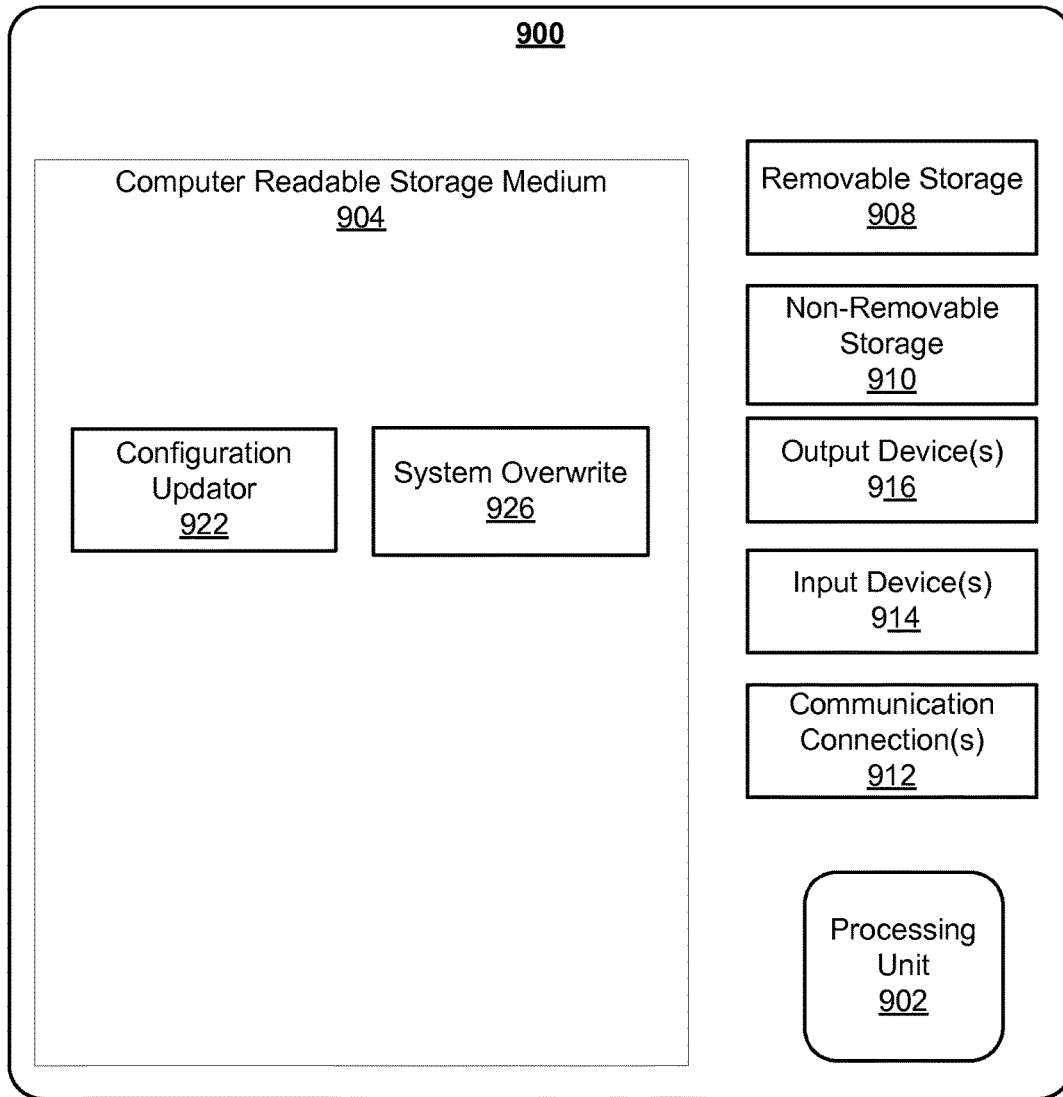 900
Computer Readable Storage Medium
904
Configuration
Updator
922
System Overwrite
926
Removable Storage
908
Non-Removable
Storage
910
Output Device(s)
916
Input Device(s)
914
Communication
Connection(s)
912
Processing
Unit
902